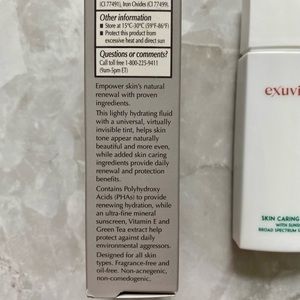 (CI 77491), Iron Oxides (CI 77499).
Other information
■ Store at 15°C-30°C (59°F-86°F)
■ Protect this product from
excessive heat and direct sun
Questions or comments?
Call toll free 1-800-225-9411
(9am-5pm ET)
Empower skin's natural
renewal with proven
ingredients.
This lightly hydrating fluid
with a universal, virtually
invisible tint, helps skin
tone appear naturally
beautiful and more even,
while added skin caring
ingredients provide daily
renewal and protection
benefits.
Contains Polyhydroxy
Acids (PHAs) to provide
renewing hydration, while
an ultra-fine mineral
sunscreen, Vitamin E and
Green Tea extract help
protect against daily
environmental aggressors.
Designed for all skin
types. Fragrance-free and
oil-free. Non-acnegenic,
non-comedogenic.
exuvi
SKIN CARING
WITH SUNS
BROAD SPECTRUM